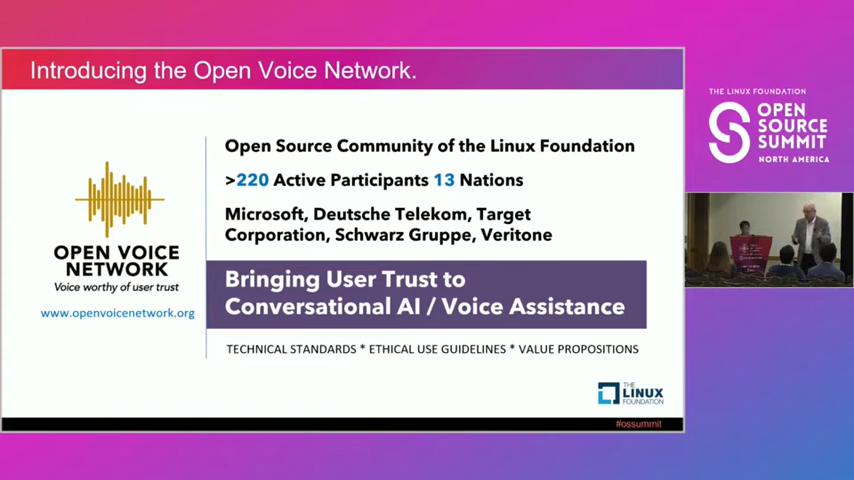 Introducing the Open Voice Network.
OPEN VOICE
NETWORK
Voice worthy of user trust
www.openvoicenetwork.org
Open Source Community of the Linux Foundation
>220 Active Participants 13 Nations
Microsoft, Deutsche Telekom, Target
Corporation, Schwarz Gruppe, Veritone
Bringing User Trust to
Conversational AI / Voice Assistance
TECHNICAL STANDARDS * ETHICAL USE GUIDELINES * VALUE PROPOSITIONS
THE
LINUX
FOUNDATION
#ossummit
THE LINUX FOUNDATION
OPEN
SOURCE
SUMMIT
NORTH AMERICA